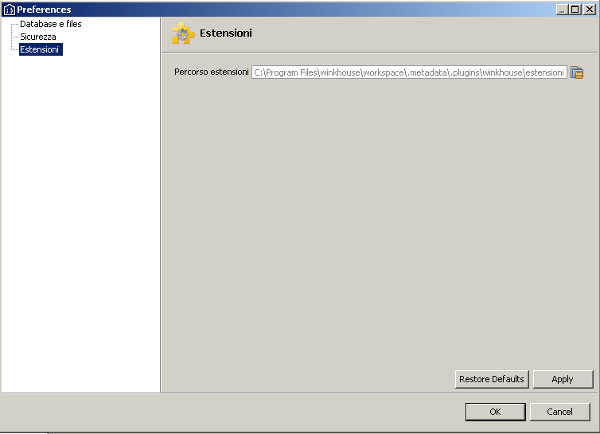 Preferences
Database e files
Sicurezza
Estensioni
Estensioni
Percorso estensioni C:\Program Files\winkhouse\workspace\.metadata\.plugins\winkhouse\estensioni
Restore Defaults Apply
OK Cancel